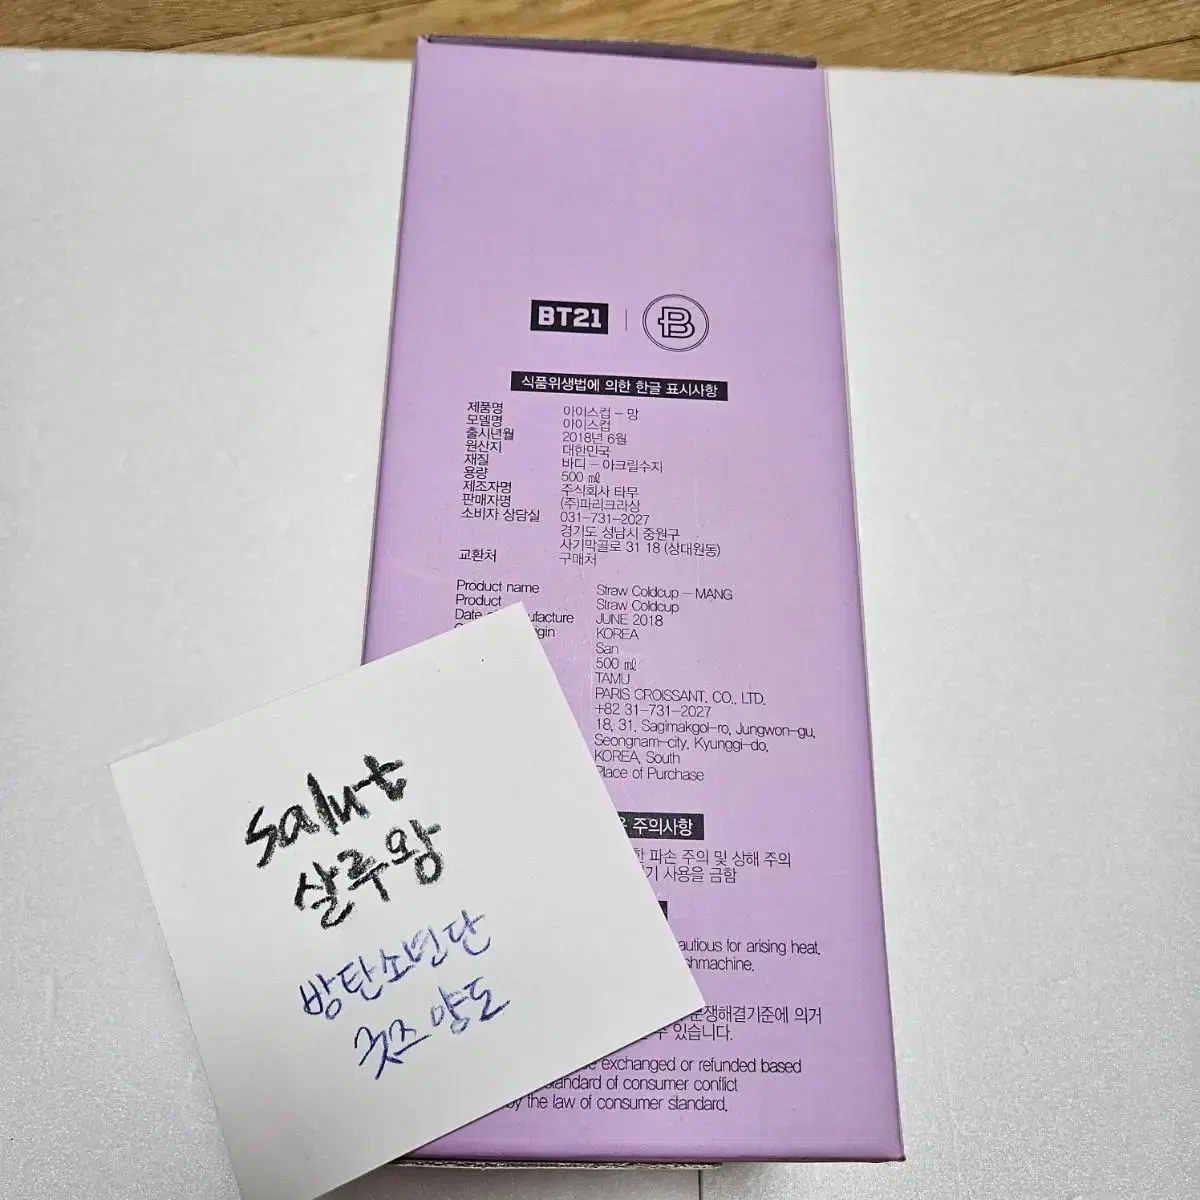 BT21
B
식품위생법에 의한 한글 표시사항
제품명 아이스컵 - 망
모델명 아이스컵
출시년월 2018년 6월
원산지 대한민국
재질 바디 - 아크릴수지
용량 500 ㎖
제조자명 주식회사 타무
판매자명 (주)파리크라상
소비자 상담실 031-731-2027
경기도 성남시 중원구
사기막골로 31 18 (상대원동)
교환처 구매처
Product name Straw Coldcup - MANG
Product Straw Coldcup
Date JUNE 2018
KOREA
San
500 ㎖
TAMU
PARIS CROISSANT. CO., LTD.
+82 31-731-2027
18, 31, Sagimakgol-ro, Jungwon-gu,
Seongnam-city, Kyunggi-do,
KOREA, South
Place of Purchase
주의사항
파손 주의 및 상해 주의
사용을 금함
for arising heat.
분쟁해결기준에 의거
있습니다.
exchanged or refunded based
standard of consumer conflict
by the law of consumer standard.
salut
살루왕
방탄소년단
굿즈 양도